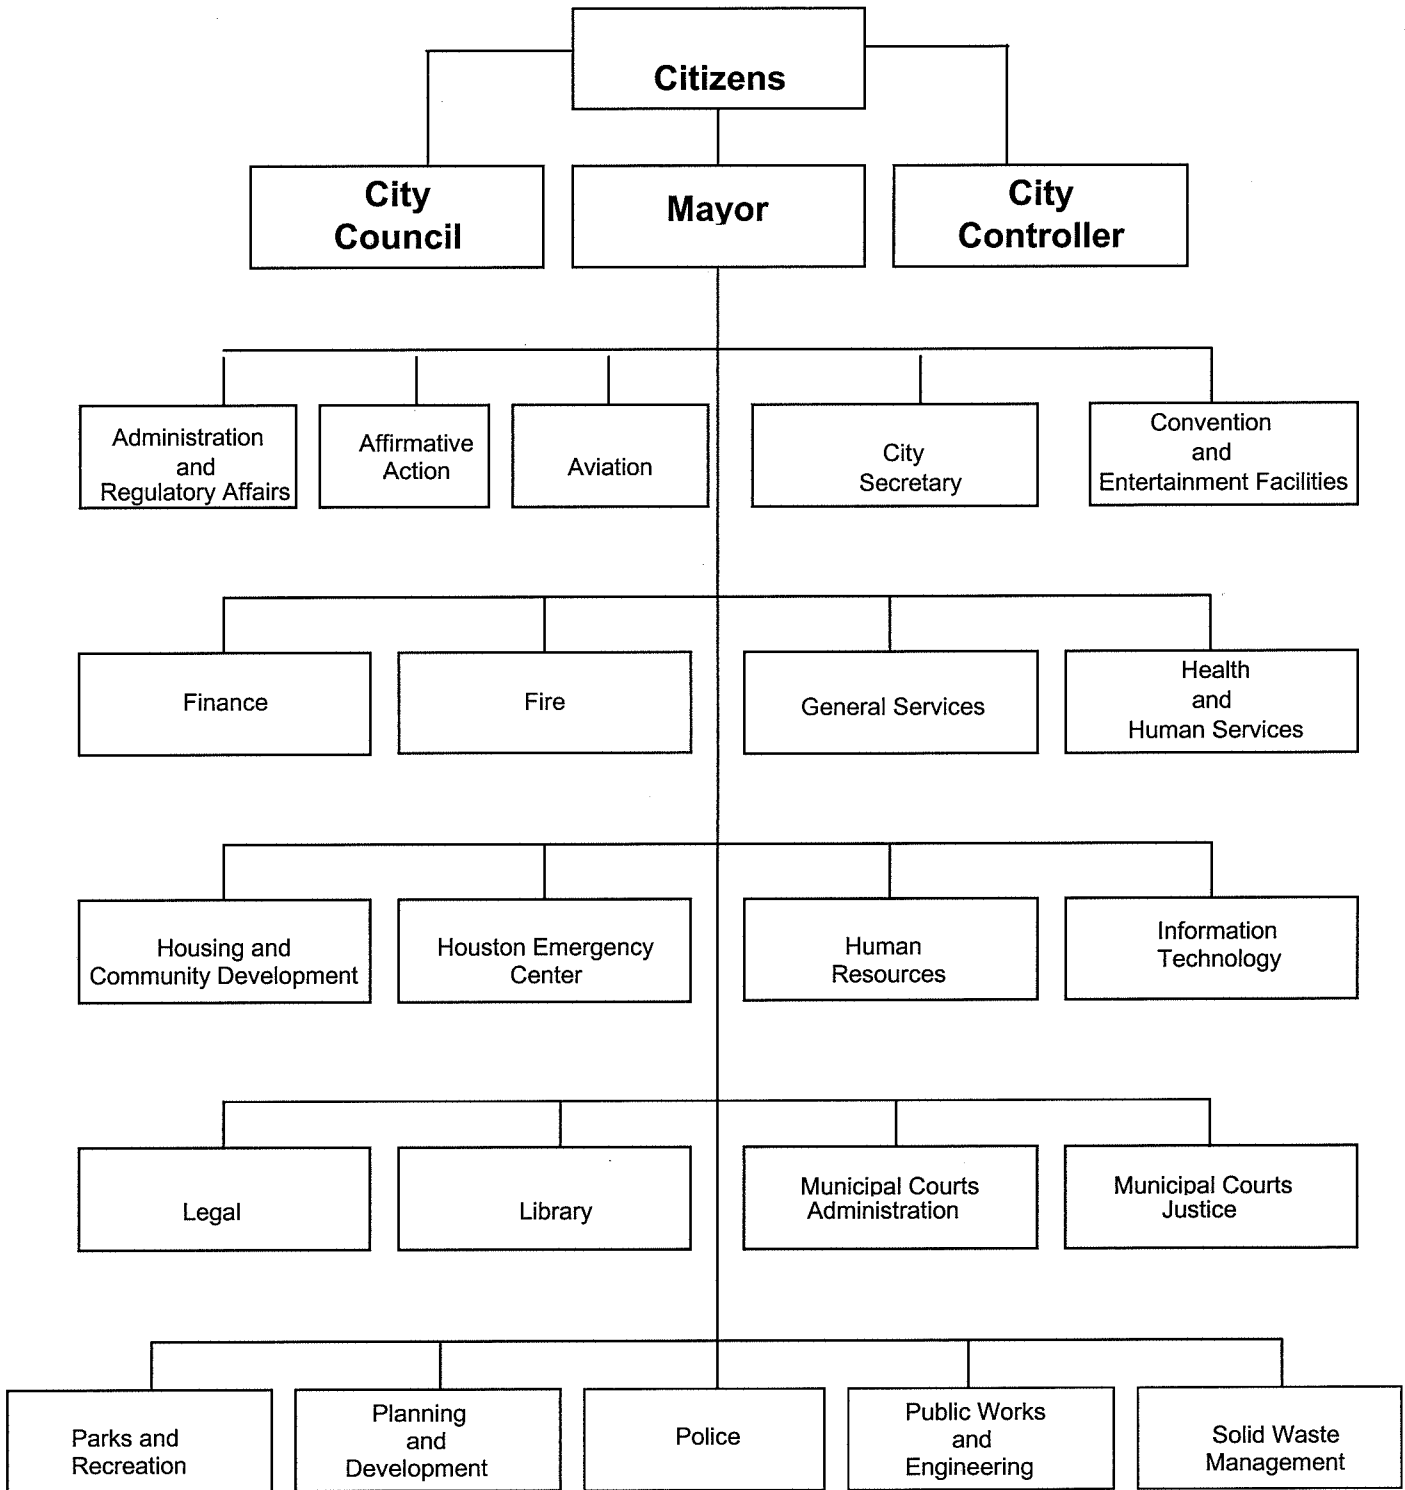 Citizens
City
Council
Mayor
City
Controller
Administration
and
Regulatory Affairs
Affirmative
Action
Aviation
City
Secretary
Convention
and
Entertainment Facilities
Finance
Fire
General Services
Health
and
Human Services
Housing and
Community Development
Houston Emergency
Center
Human
Resources
Information
Technology
Legal
Library
Municipal Courts
Administration
Municipal Courts
Justice
Parks and
Recreation
Planning
and
Development
Police
Public Works
and
Engineering
Solid Waste
Management